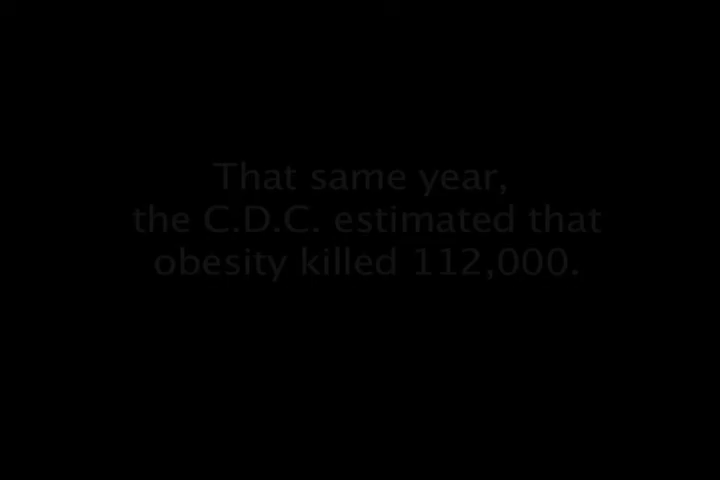 That same year,
the C.D.C. estimated that
obesity killed 112,000.